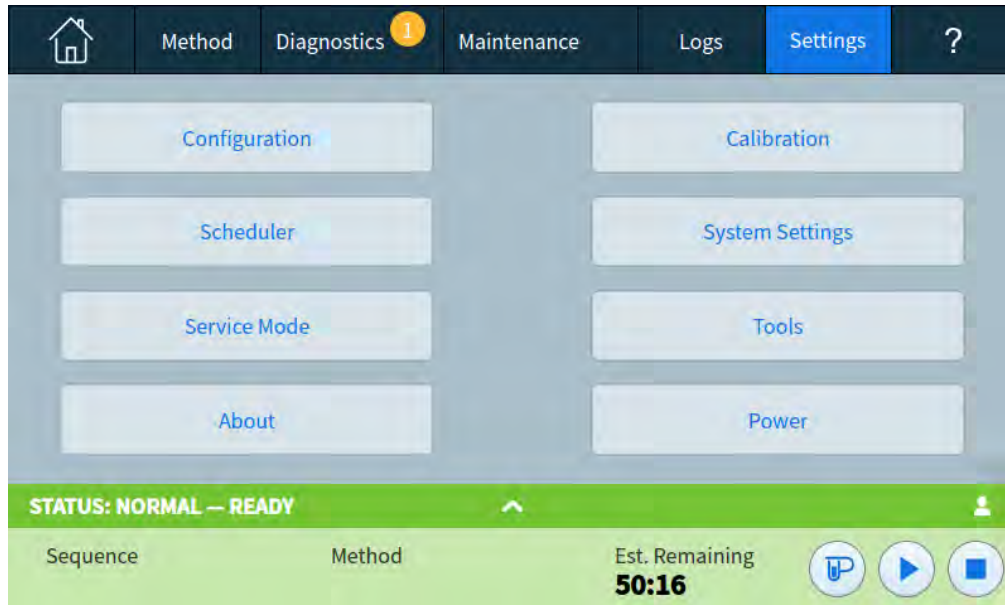 Method Diagnostics 1 Maintenance Logs Settings ?
Configuration Calibration
Scheduler System Settings
Service Mode Tools
About Power
STATUS: NORMAL — READY
Sequence Method Est. Remaining
50:16